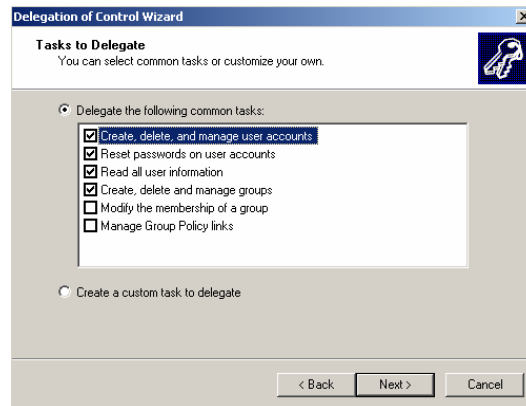 Delegation of Control Wizard
Tasks to Delegate
You can select common tasks or customize your own.
Delegate the following common tasks:
Create, delete, and manage user accounts
Reset passwords on user accounts
Read all user information
Create, delete and manage groups
Modify the membership of a group
Manage Group Policy links
Create a custom task to delegate
< Back
Next >
Cancel